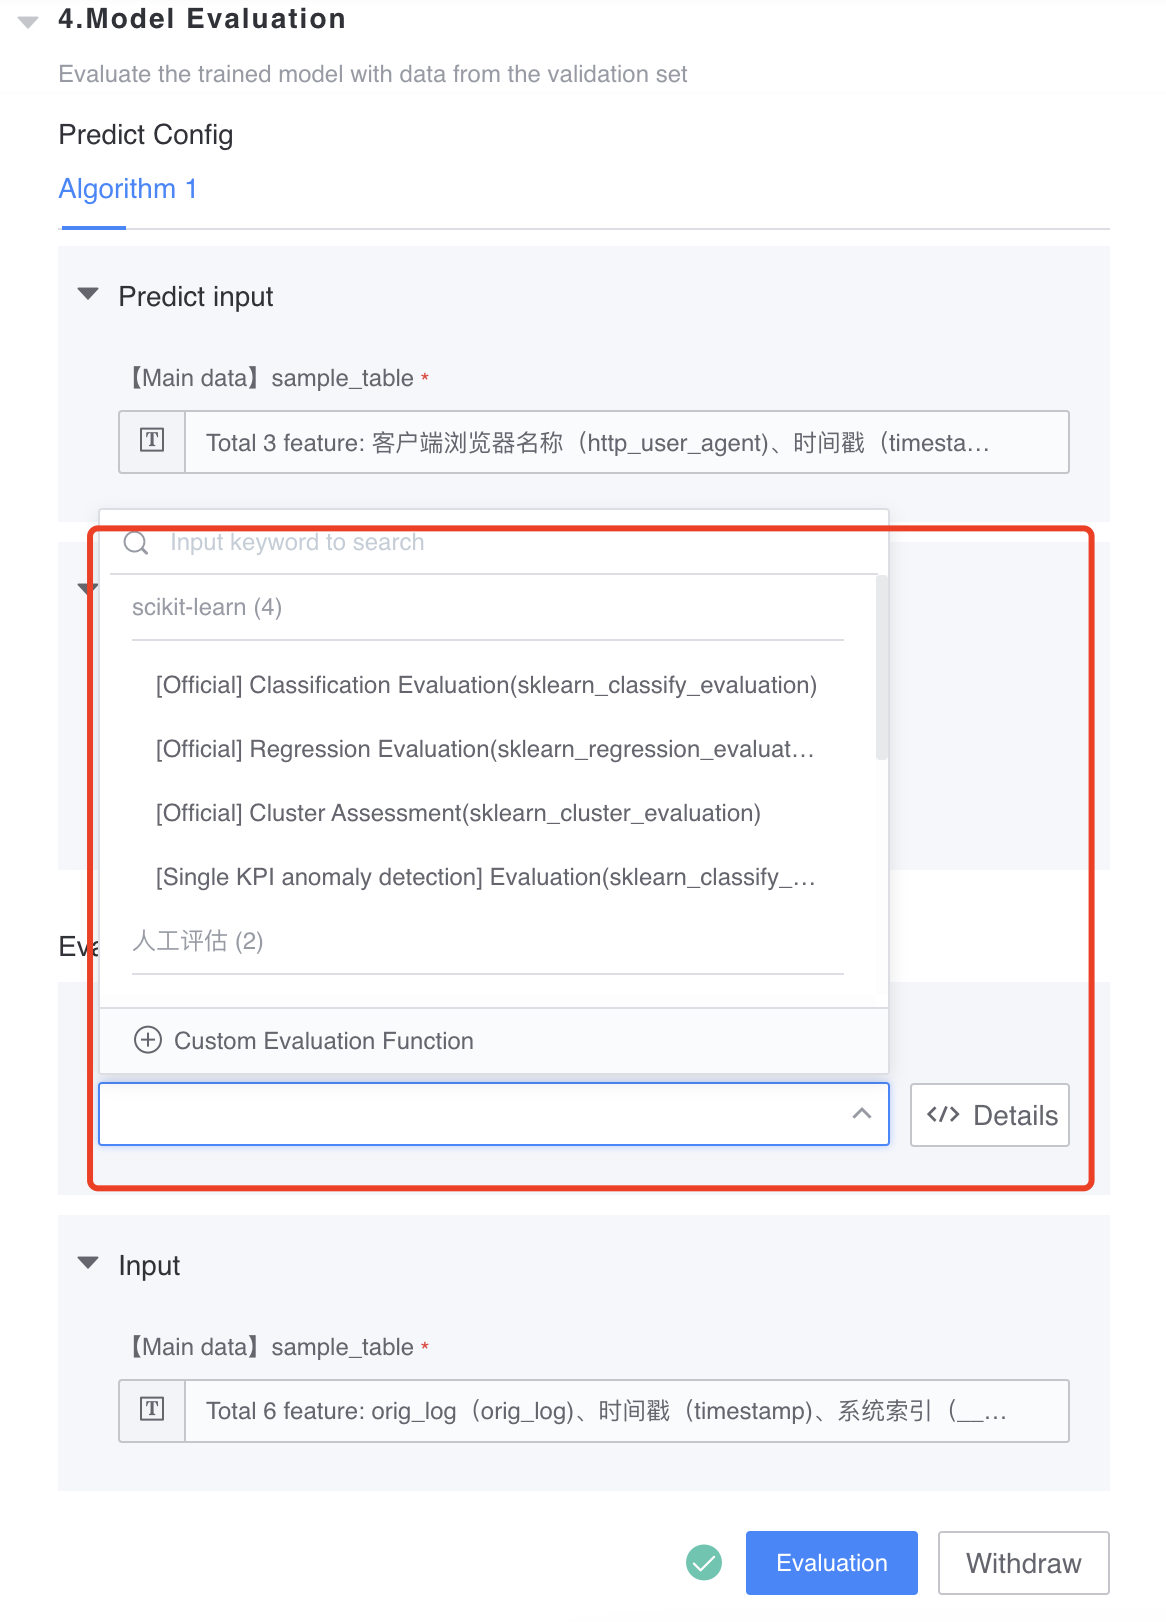 4.Model Evaluation
Evaluate the trained model with data from the validation set
Predict Config
Algorithm 1
Predict input
【Main data】sample_table *
T Total 3 feature: 客户端浏览器名称（http_user_agent)、时间戳（timesta...
Input keyword to search
scikit-learn (4)
[Official] Classification Evaluation(sklearn_classify_evaluation)
[Official] Regression Evaluation(sklearn_regression_evaluat...
[Official] Cluster Assessment(sklearn_cluster_evaluation)
[Single KPI anomaly detection] Evaluation(sklearn_classify_...
Eva
人工评估 (2)
Custom Evaluation Function
</> Details
Input
【Main data】sample_table *
T Total 6 feature: orig_log（orig_log)、时间戳（timestamp)、系统索引（__...
Evaluation
Withdraw